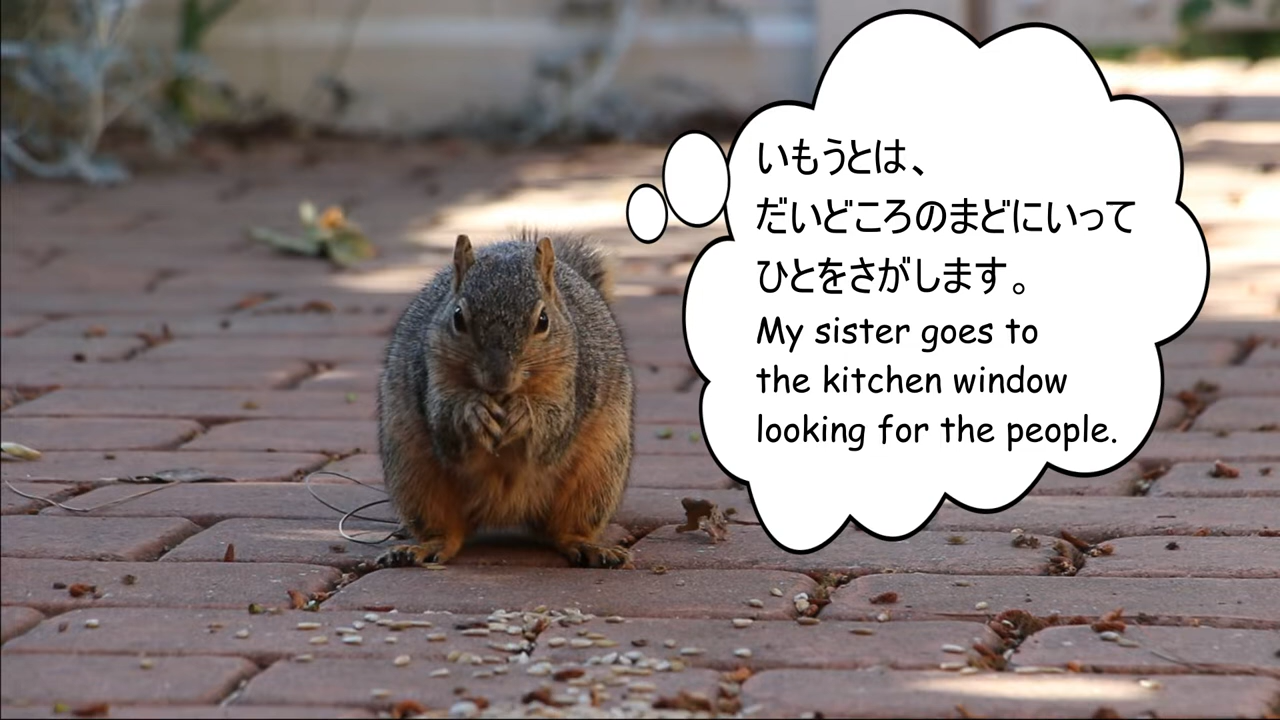 いもうとは、
だいどころのまどにいって
ひとをさがします。
My sister goes to
the kitchen window
looking for the people.